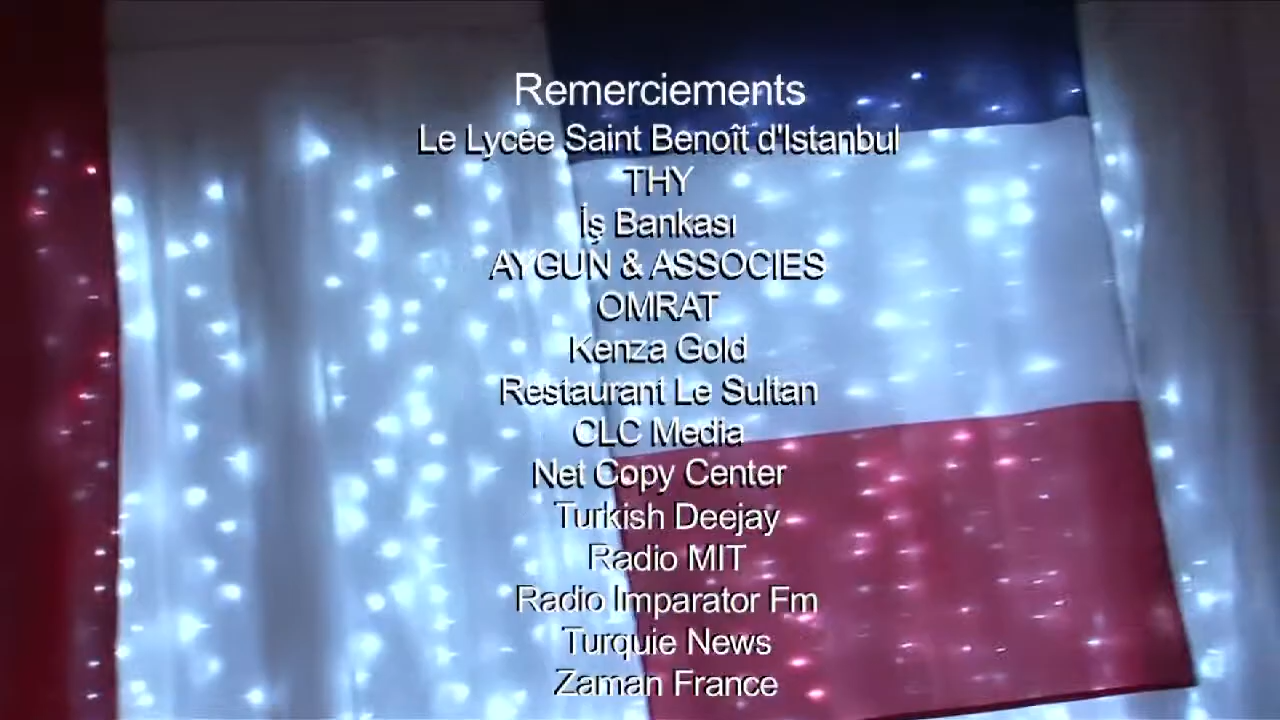 Remerciements
Le Lycée Saint Benoît d'Istanbul
THY
İş Bankası
AYGUN & ASSOCIES
OMRAT
Kenza Gold
Restaurant Le Sultan
CLC Media
Net Copy Center
Turkish Deejay
Radio MIT
Radio Imparator Fm
Turquie News
Zaman France